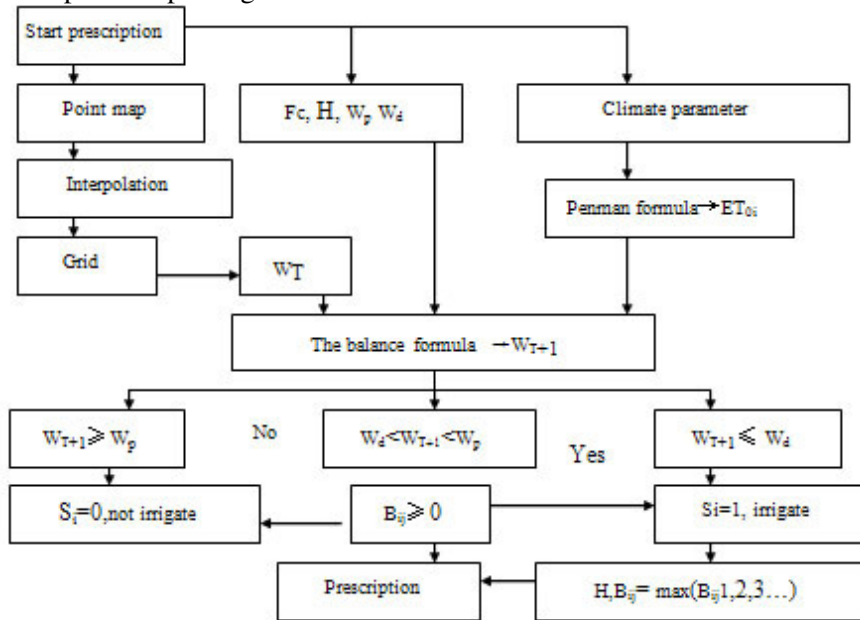 Start prescription
Point map
Fc, H, Wp Wd
Climate parameter
Interpolation
Penman formula→ET0i
Grid
WT
The balance formula →WT+1
WT+1⩾Wp
No
Wd<WT+1<Wp
Yes
WT+1⩽ Wd
Si=0,not irrigate
Bij⩾0
Si=1, irrigate
Prescription
H,Bij= max(Bij1,2,3…)